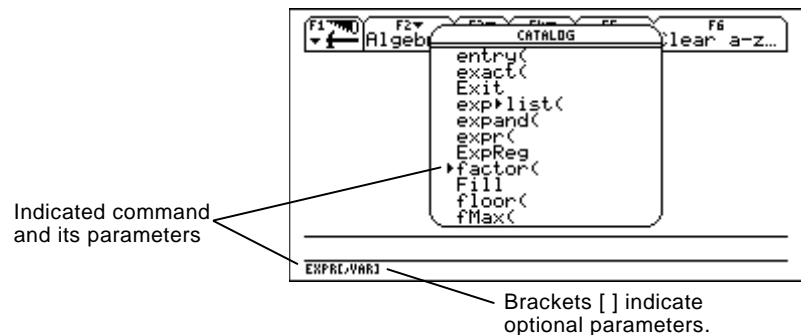 F1 F2▼ F6
Algeb Clear a-z…
CATALOG
entry(
exact(
Exit
exp▶list(
expand(
expr(
ExpReg
▶factor(
Fill
floor(
fMax(
Indicated command
and its parameters
EXPR[,VAR]
Brackets [ ] indicate
optional parameters.